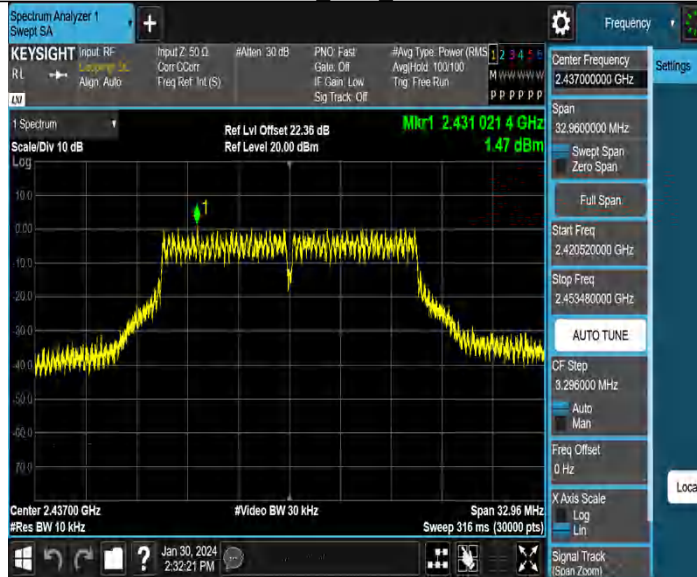 Spectrum Analyzer 1
Swept SA
+
Frequency
KEYSIGHT
Input: RF
Input Z: 50 Ω
#Atten: 30 dB
PNO: Fast
#Avg Type: Power (RMS
1 2 3 4 5 6
RL
Corr CCorr
Gate: Off
Avg|Hold: 100/100
M W W W W W
Align: Auto
Freq Ref: Int (S)
IF Gain: Low
Trig: Free Run
Sig Track: Off
P P P P P P
1 Spectrum
Scale/Div 10 dB
Ref Lvl Offset 22.36 dB
Ref Level 20.00 dBm
Mkr1 2.431 021 4 GHz
1.47 dBm
Log
10.0
0.00
-10.0
-20.0
-30.0
-40.0
-50.0
-60.0
-70.0
1
Center 2.43700 GHz
#Video BW 30 kHz
Span 32.96 MHz
#Res BW 10 kHz
Sweep 316 ms (30000 pts)
?
Jan 30, 2024
2:32:21 PM
Center Frequency
2.437000000 GHz
Settings
Span
32.9600000 MHz
Swept Span
Zero Span
Full Span
Start Freq
2.420520000 GHz
Stop Freq
2.453480000 GHz
AUTO TUNE
CF Step
3.296000 MHz
Auto
Man
Freq Offset
0 Hz
X Axis Scale
Log
Lin
Loca
Signal Track
(Span Zoom)